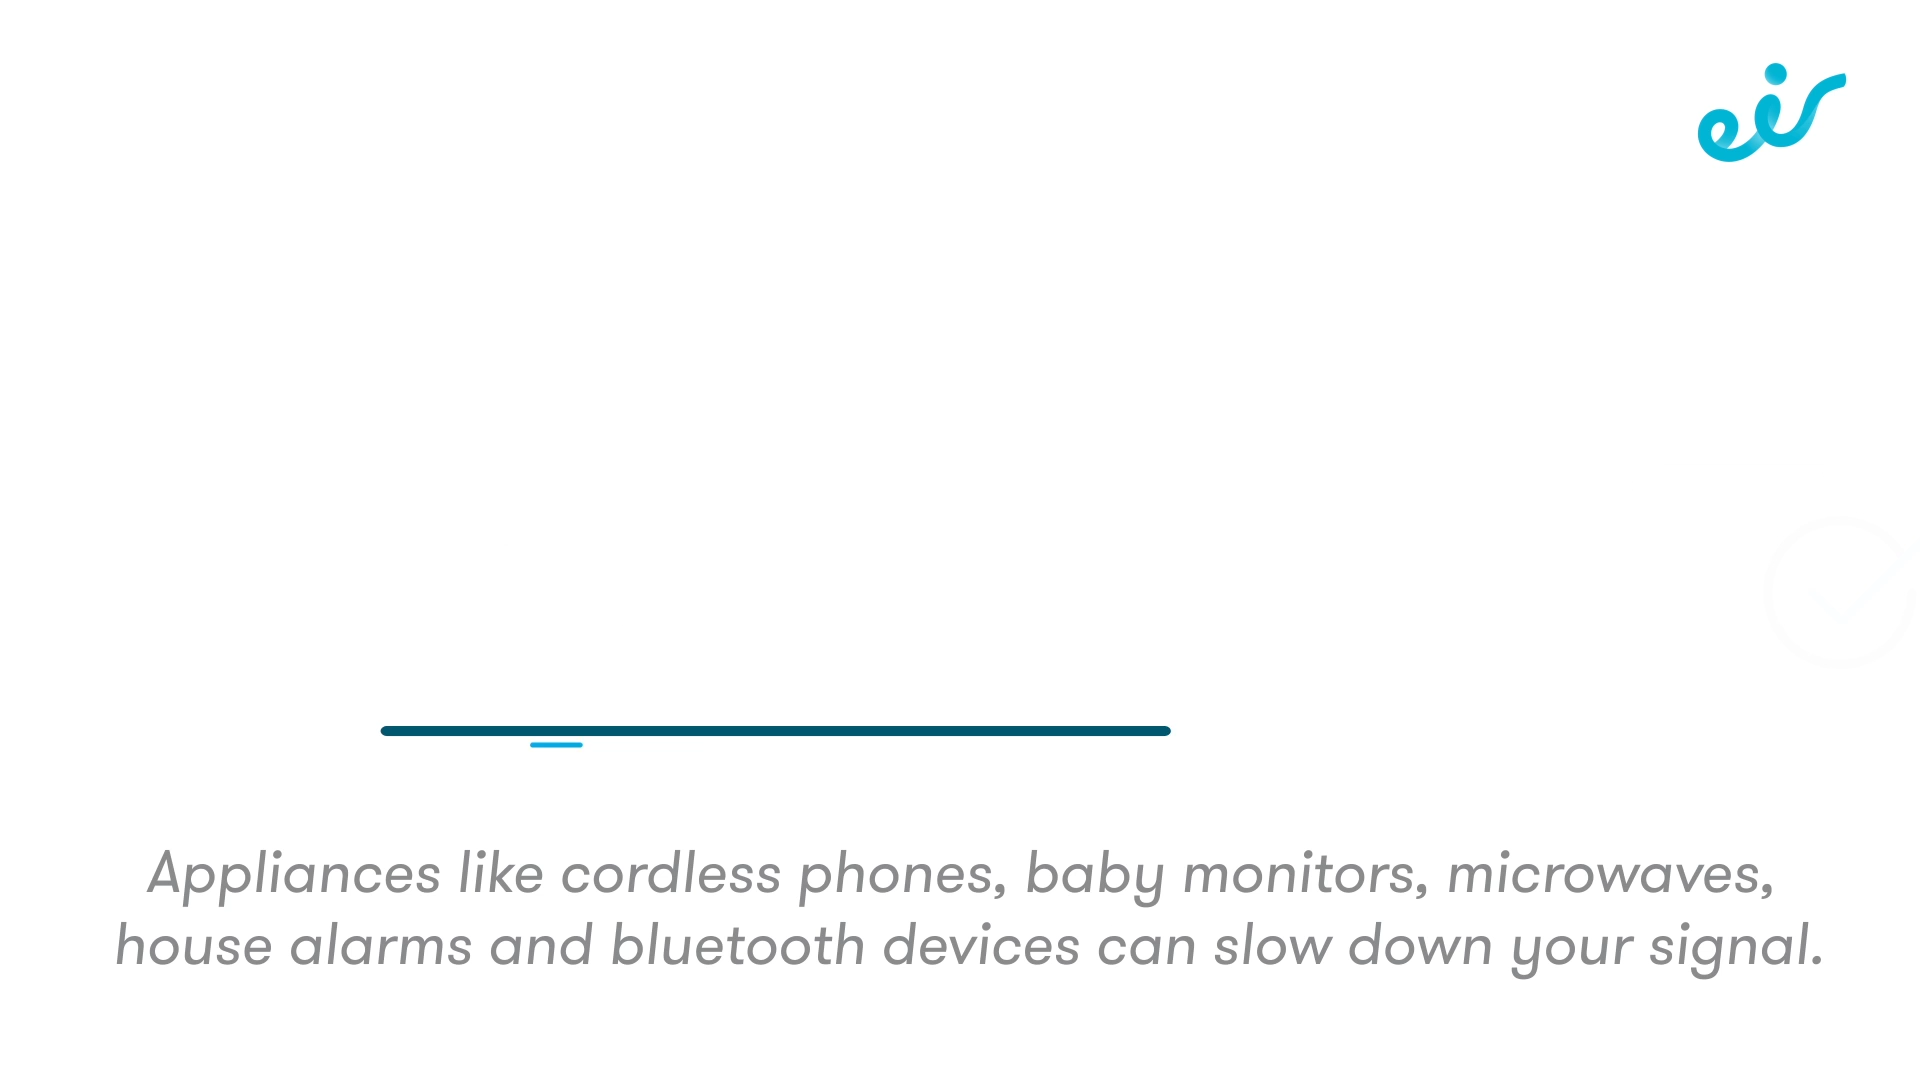 eir
Appliances like cordless phones, baby monitors, microwaves,
house alarms and bluetooth devices can slow down your signal.